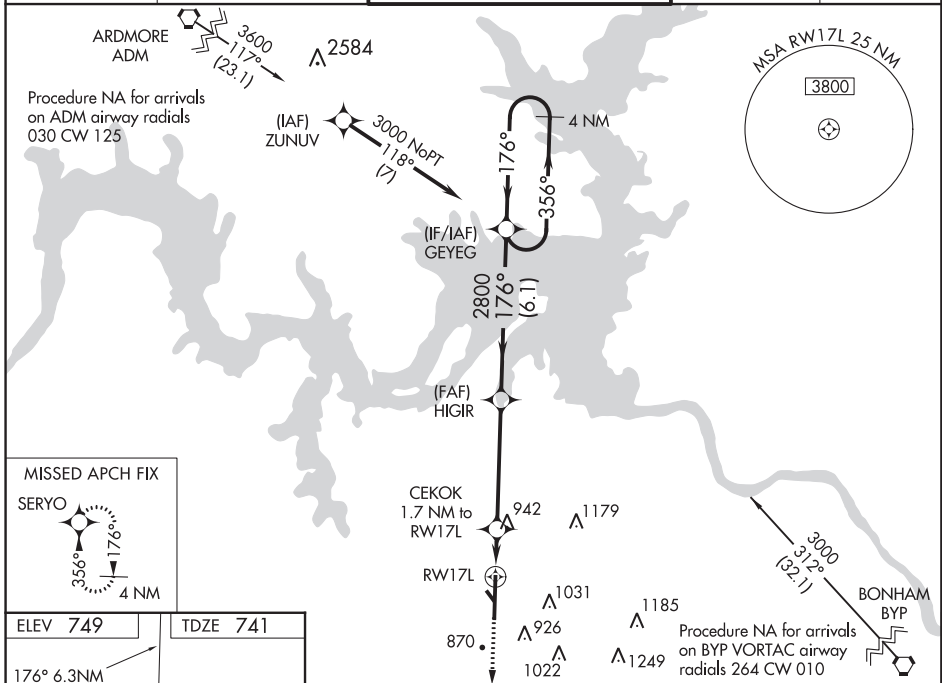 ARDMORE
ADM
3600
117°
(23.1)
2584
MSA RW17L 25 NM
3800
Procedure NA for arrivals
on ADM airway radials
030 CW 125
(IAF)
ZUNUV
3000 NoPT
118°
(7)
4 NM
176°
356°
(IF/IAF)
GEYEG
2800
176°
(6.1)
(FAF)
HIGIR
MISSED APCH FIX
SERYO
356°
176°
4 NM
CEKOK
1.7 NM to
RW17L
942
1179
RW17L
1031
1185
926
870
1022
1249
3000
312°
(32.1)
BONHAM
BYP
Procedure NA for arrivals
on BYP VORTAC airway
radials 264 CW 010
ELEV 749
TDZE 741
176° 6.3NM